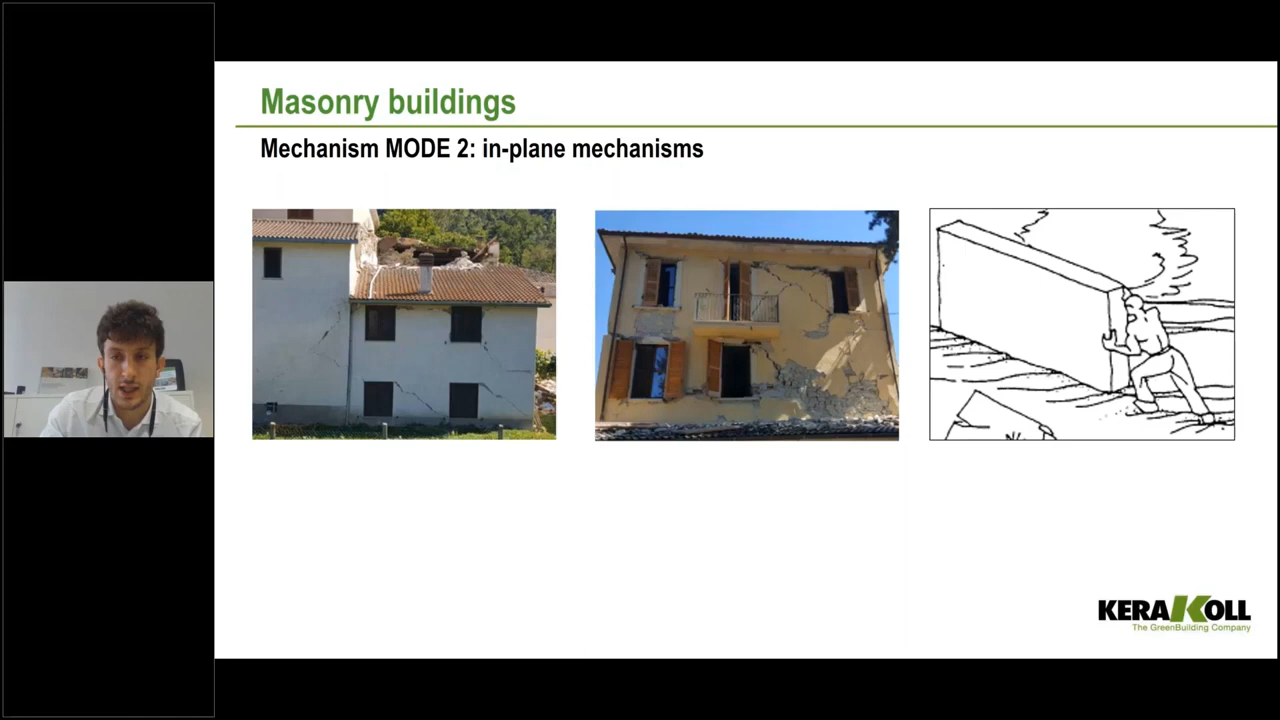 Masonry buildings
Mechanism MODE 2: in-plane mechanisms
KERAKOLL
The GreenBuilding Company